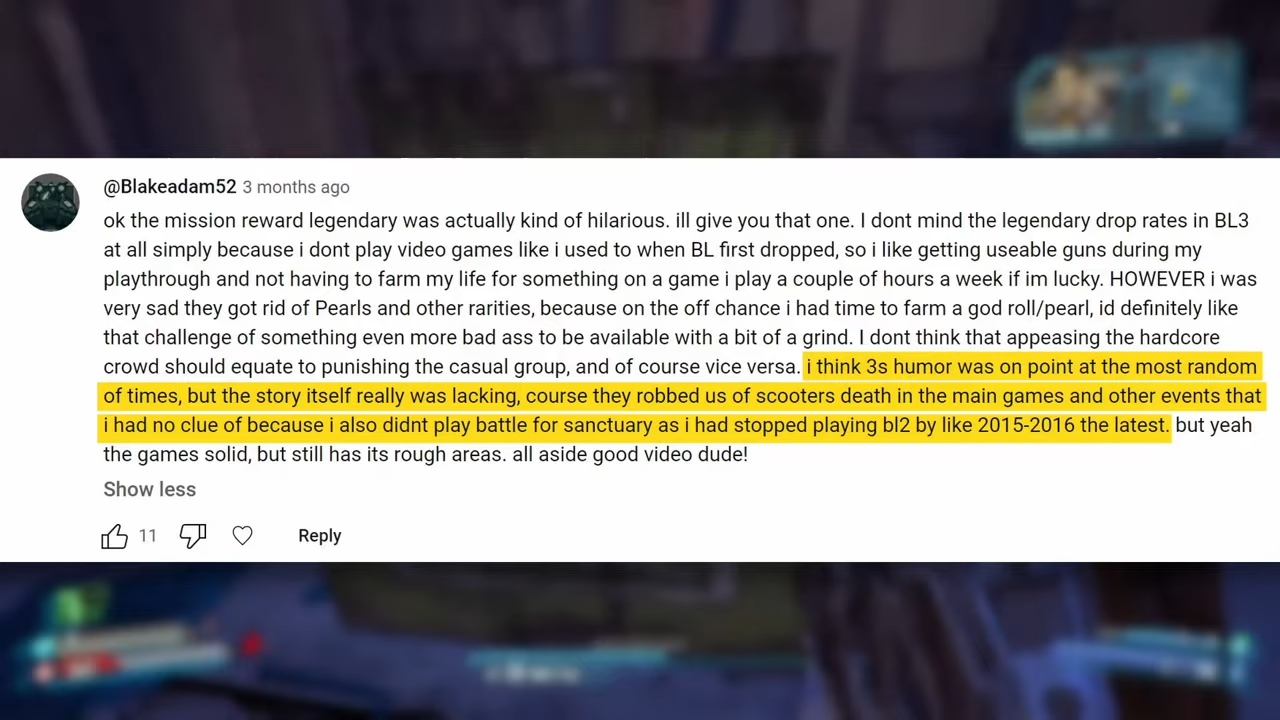 @Blakeadam52 3 months ago
ok the mission reward legendary was actually kind of hilarious. ill give you that one. I dont mind the legendary drop rates in BL3
at all simply because i dont play video games like i used to when BL first dropped, so i like getting useable guns during my
playthrough and not having to farm my life for something on a game i play a couple of hours a week if im lucky. HOWEVER i was
very sad they got rid of Pearls and other rarities, because on the off chance i had time to farm a god roll/pearl, id definitely like
that challenge of something even more bad ass to be available with a bit of a grind. I dont think that appeasing the hardcore
crowd should equate to punishing the casual group, and of course vice versa. i think 3s humor was on point at the most random
of times, but the story itself really was lacking, course they robbed us of scooters death in the main games and other events that
i had no clue of because i also didnt play battle for sanctuary as i had stopped playing bl2 by like 2015-2016 the latest. but yeah
the games solid, but still has its rough areas. all aside good video dude!
Show less
11 Reply